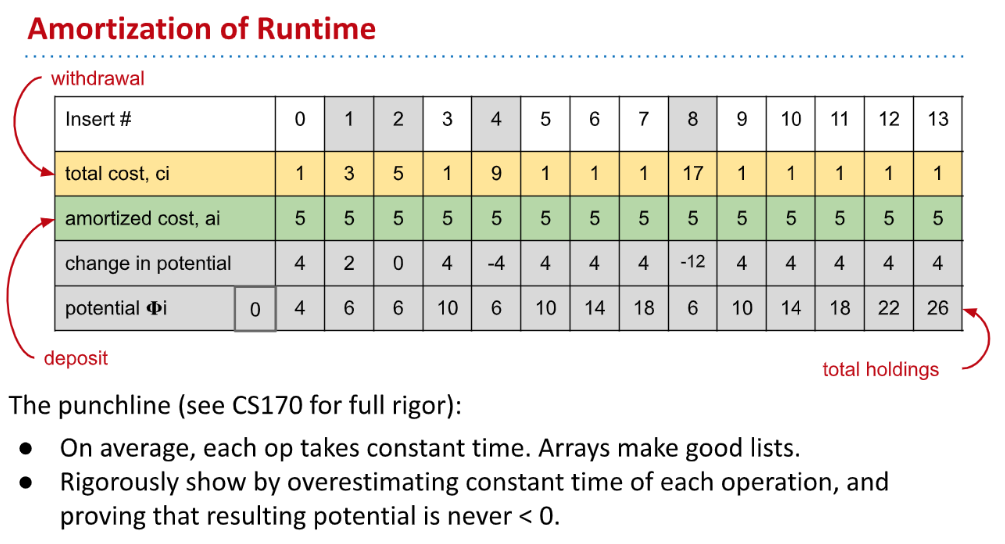 Amortization of Runtime
withdrawal
Insert # 0 1 2 3 4 5 6 7 8 9 10 11 12 13
total cost, ci 1 3 5 1 9 1 1 1 17 1 1 1 1 1
amortized cost, ai 5 5 5 5 5 5 5 5 5 5 5 5 5 5
change in potential 4 2 0 4 -4 4 4 4 -12 4 4 4 4 4
potential Φi 0 4 6 6 10 6 10 14 18 6 10 14 18 22 26
deposit
total holdings
The punchline (see CS170 for full rigor):
● On average, each op takes constant time. Arrays make good lists.
● Rigorously show by overestimating constant time of each operation, and
proving that resulting potential is never < 0.